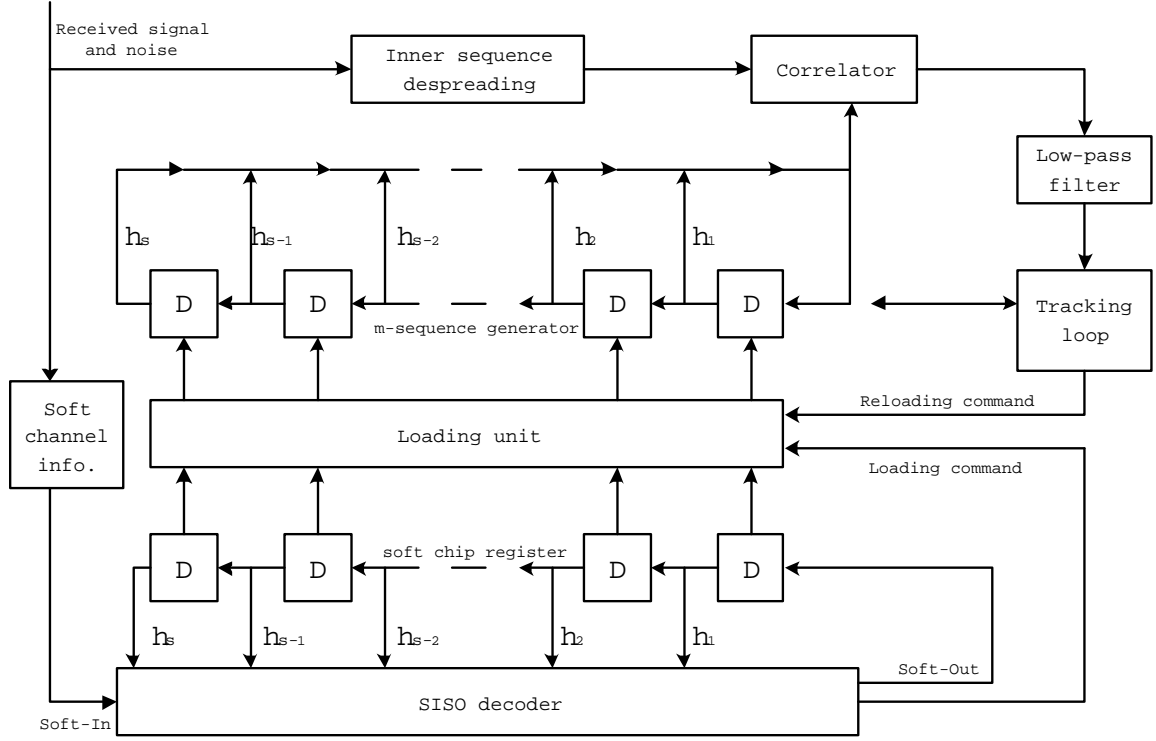 Received signal
and noise
Inner sequence
despreading
Correlator
Low-pass
filter
hs
hs-1
hs-2
h2
h1
D
D
D
D
m-sequence generator
Tracking
loop
Reloading command
Soft
channel
info.
Loading unit
Loading command
soft chip register
D
D
D
D
hs
hs-1
hs-2
h2
h1
Soft-Out
SISO decoder
Soft-In